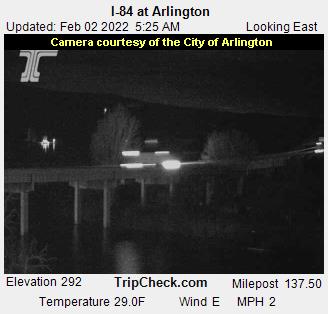 I-84 at Arlington
Updated: Feb 02 2022 5:25 AM Looking East
Camera courtesy of the City of Arlington
Elevation 292 TripCheck.com Milepost 137.50
Temperature 29.0F Wind E MPH 2